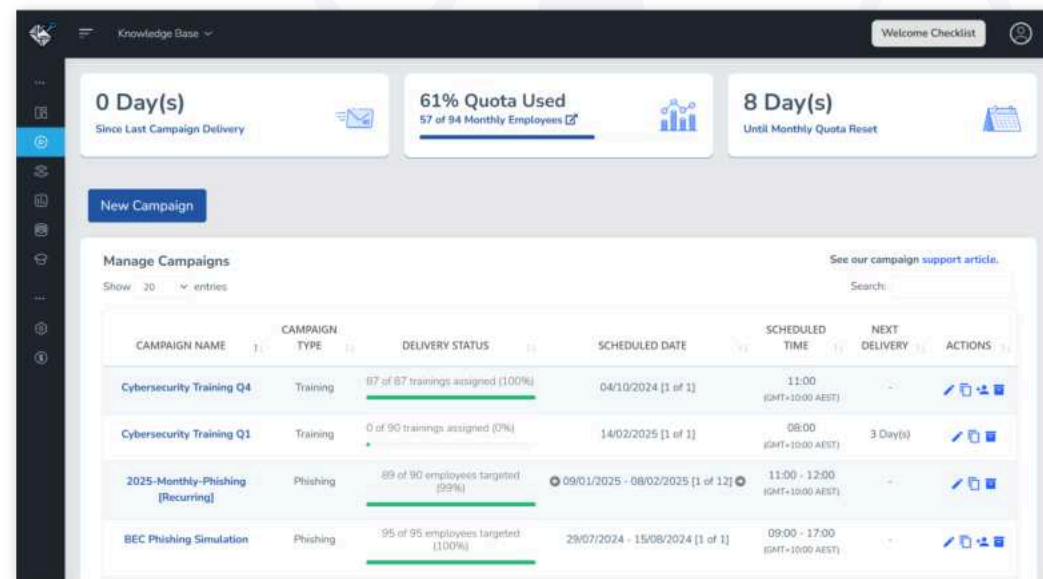 Knowledge Base
Welcome Checklist
0 Day(s)
Since Last Campaign Delivery
61% Quota Used
57 of 94 Monthly Employees
8 Day(s)
Until Monthly Quota Reset
New Campaign
Manage Campaigns
See our campaign support article.
Show 20 entries
Search:
CAMPAIGN NAME CAMPAIGN TYPE DELIVERY STATUS SCHEDULED DATE SCHEDULED TIME NEXT DELIVERY ACTIONS
Cybersecurity Training Q4 Training 87 of 87 trainings assigned (100%) 04/10/2024 [1 of 1] 11:00 (GMT+10:00 AEST) -
Cybersecurity Training Q1 Training 0 of 90 trainings assigned (0%) 14/02/2025 [1 of 1] 08:00 (GMT+10:00 AEST) 3 Day(s)
2025-Monthly-Phishing [Recurring] Phishing 89 of 90 employees targeted (99%) 09/01/2025 - 08/02/2025 [1 of 12] 11:00 - 12:00 (GMT+10:00 AEST) -
BEC Phishing Simulation Phishing 95 of 95 employees targeted (100%) 29/07/2024 - 15/08/2024 [1 of 1] 09:00 - 17:00 (GMT+10:00 AEST) -